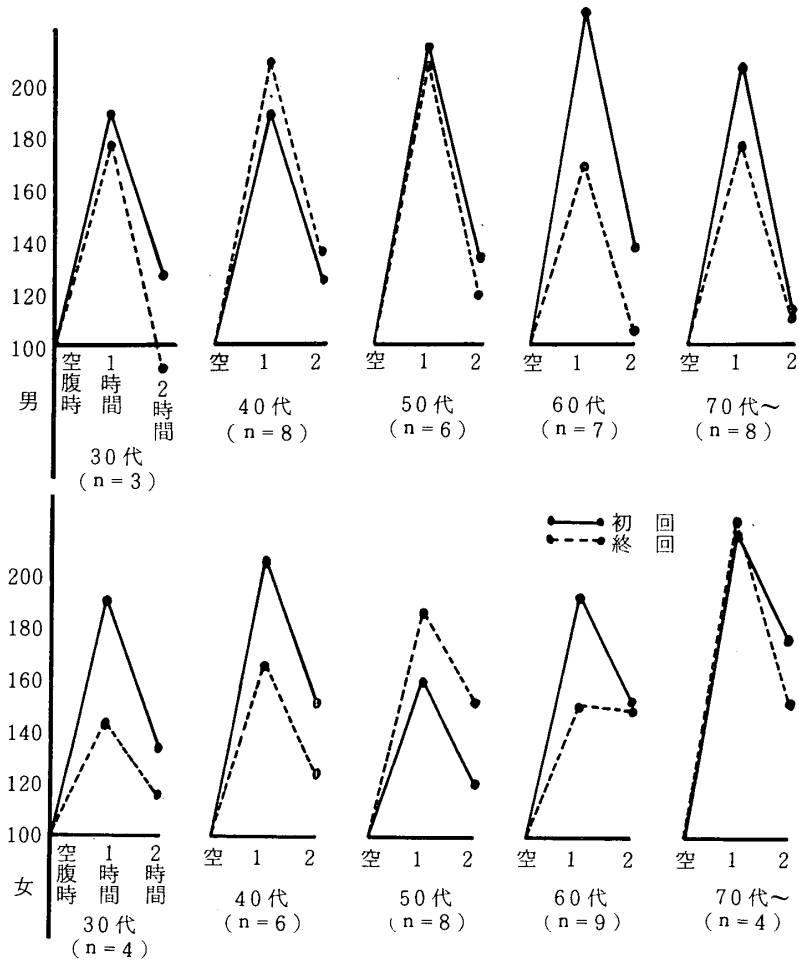 200
180
160
140
120
100
男
空腹時
1時間
2時間
30代
(n=3)
空 1 2
40代
(n=8)
空 1 2
50代
(n=6)
空 1 2
60代
(n=7)
空 1 2
70代〜
(n=8)
初 回
終 回
200
180
160
140
120
100
女
空腹時
1時間
2時間
30代
(n=4)
空 1 2
40代
(n=6)
空 1 2
50代
(n=8)
空 1 2
60代
(n=9)
空 1 2
70代〜
(n=4)